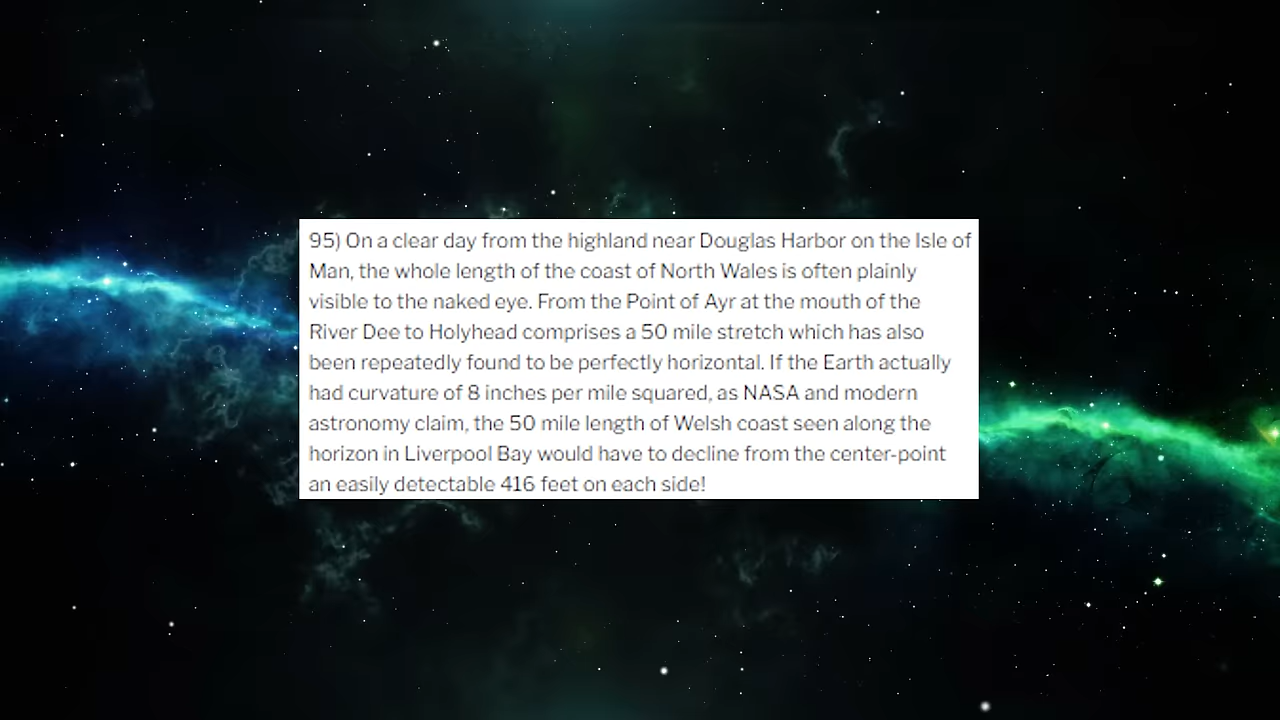 95) On a clear day from the highland near Douglas Harbor on the Isle of
Man, the whole length of the coast of North Wales is often plainly
visible to the naked eye. From the Point of Ayr at the mouth of the
River Dee to Holyhead comprises a 50 mile stretch which has also
been repeatedly found to be perfectly horizontal. If the Earth actually
had curvature of 8 inches per mile squared, as NASA and modern
astronomy claim, the 50 mile length of Welsh coast seen along the
horizon in Liverpool Bay would have to decline from the center-point
an easily detectable 416 feet on each side!